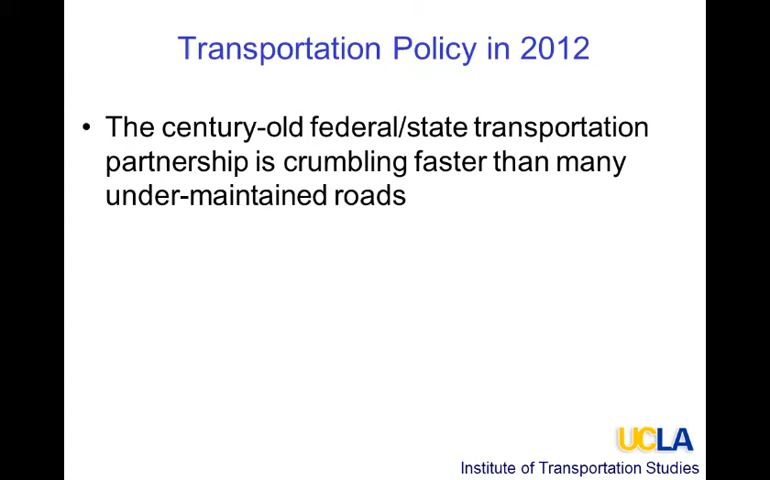 Transportation Policy in 2012
• The century-old federal/state transportation
partnership is crumbling faster than many
under-maintained roads
UCLA
Institute of Transportation Studies